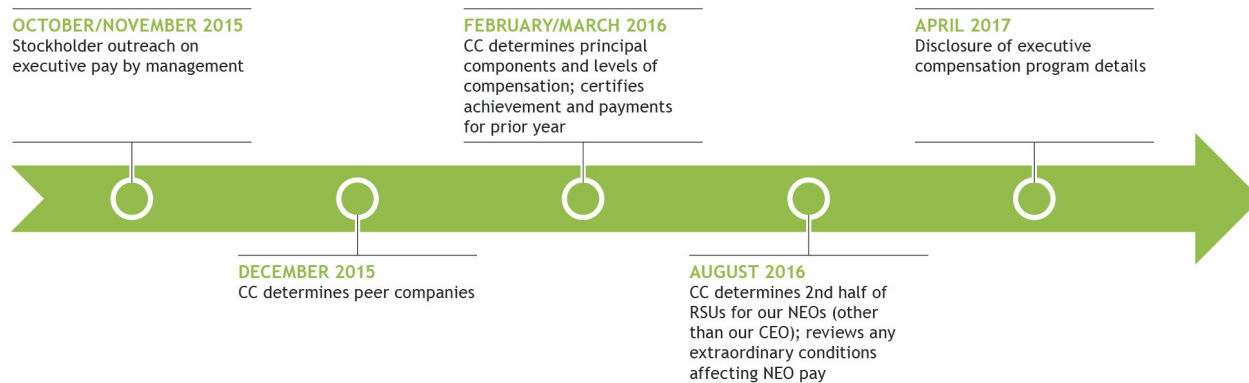 OCTOBER/NOVEMBER 2015
Stockholder outreach on
executive pay by management
DECEMBER 2015
CC determines peer companies
FEBRUARY/MARCH 2016
CC determines principal
components and levels of
compensation; certifies
achievement and payments
for prior year
AUGUST 2016
CC determines 2nd half of
RSUs for our NEOs (other
than our CEO); reviews any
extraordinary conditions
affecting NEO pay
APRIL 2017
Disclosure of executive
compensation program details